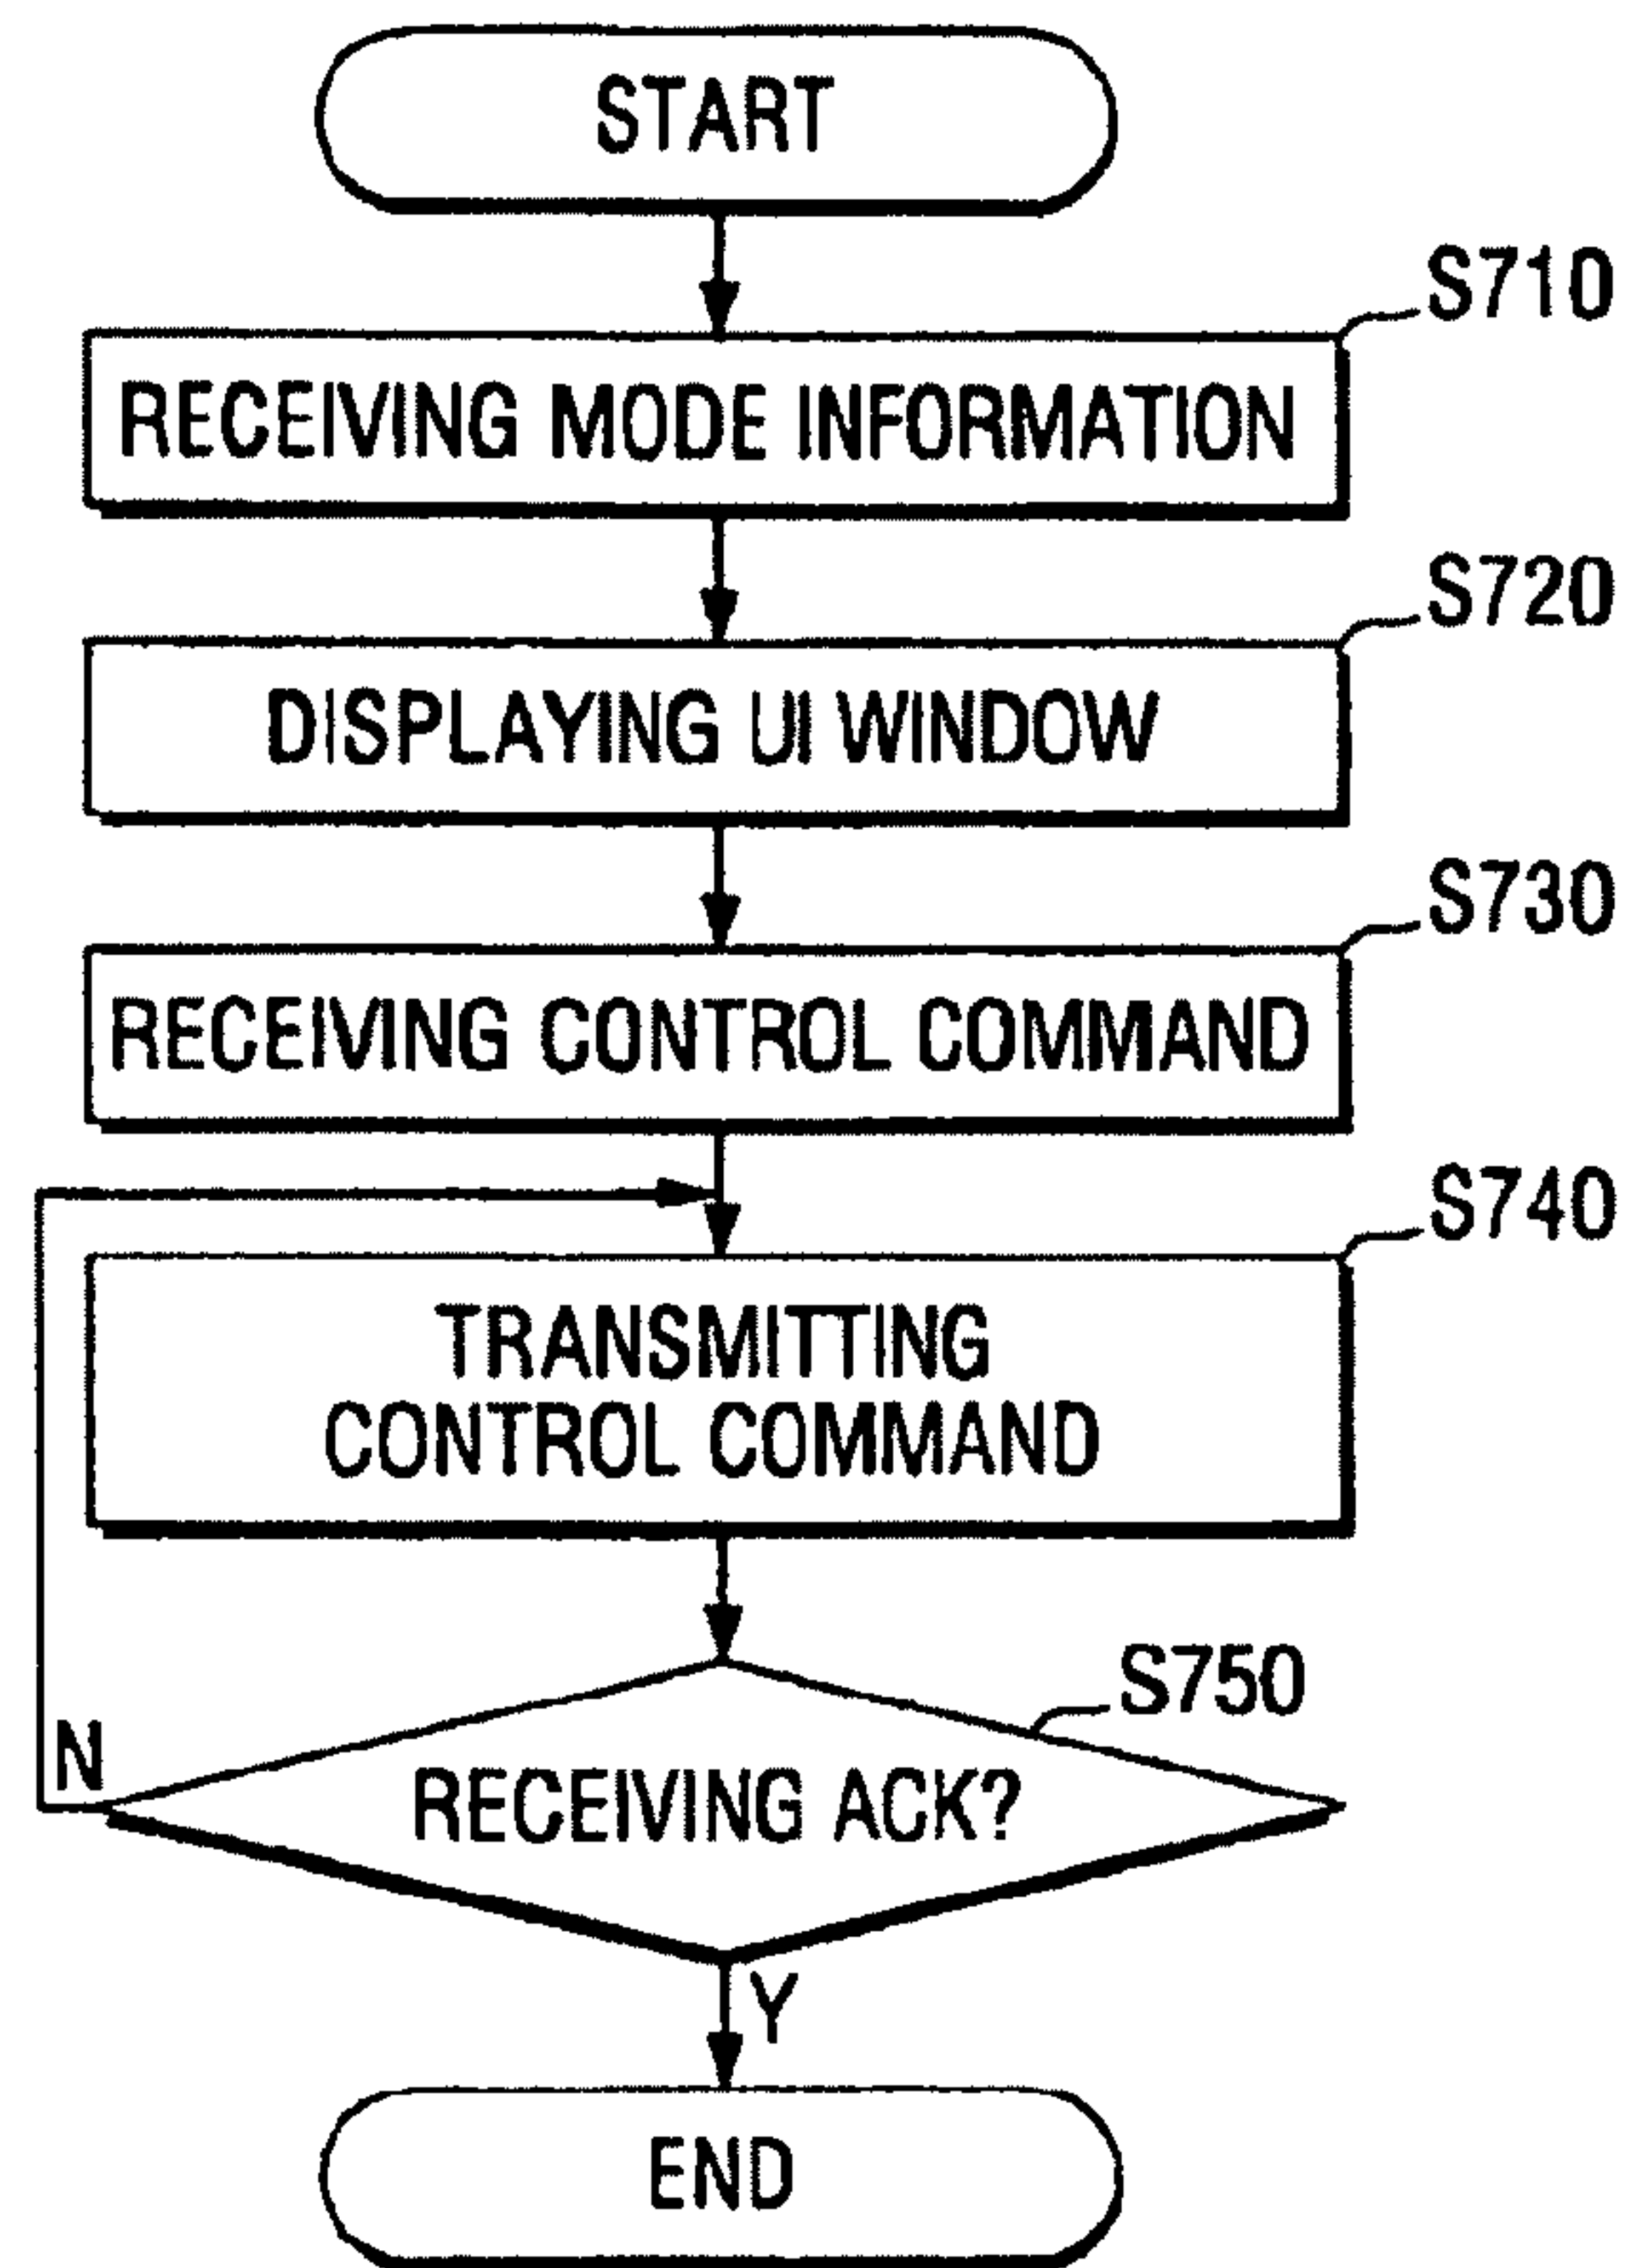 START
S710
RECEIVING MODE INFORMATION
S720
DISPLAYING UI WINDOW
S730
RECEIVING CONTROL COMMAND
S740
TRANSMITTING
CONTROL COMMAND
S750
N
RECEIVING ACK?
Y
END